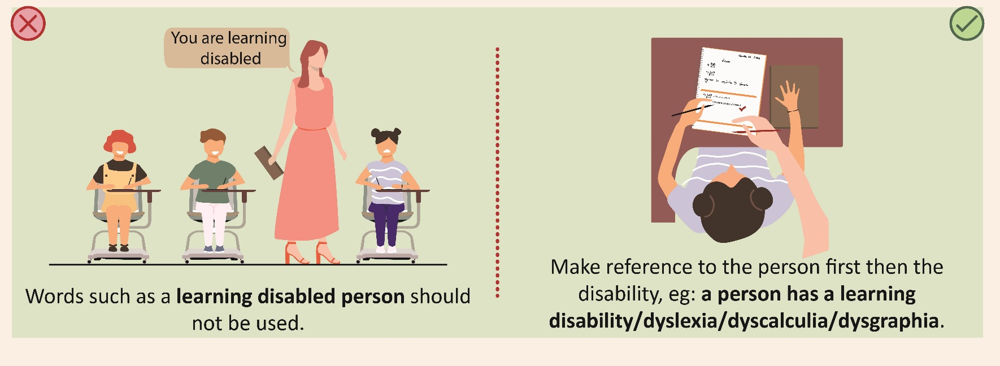 You are learning
disabled
Words such as a learning disabled person should
not be used.
Make reference to the person first then the
disability, eg: a person has a learning
disability/dyslexia/dyscalculia/dysgraphia.